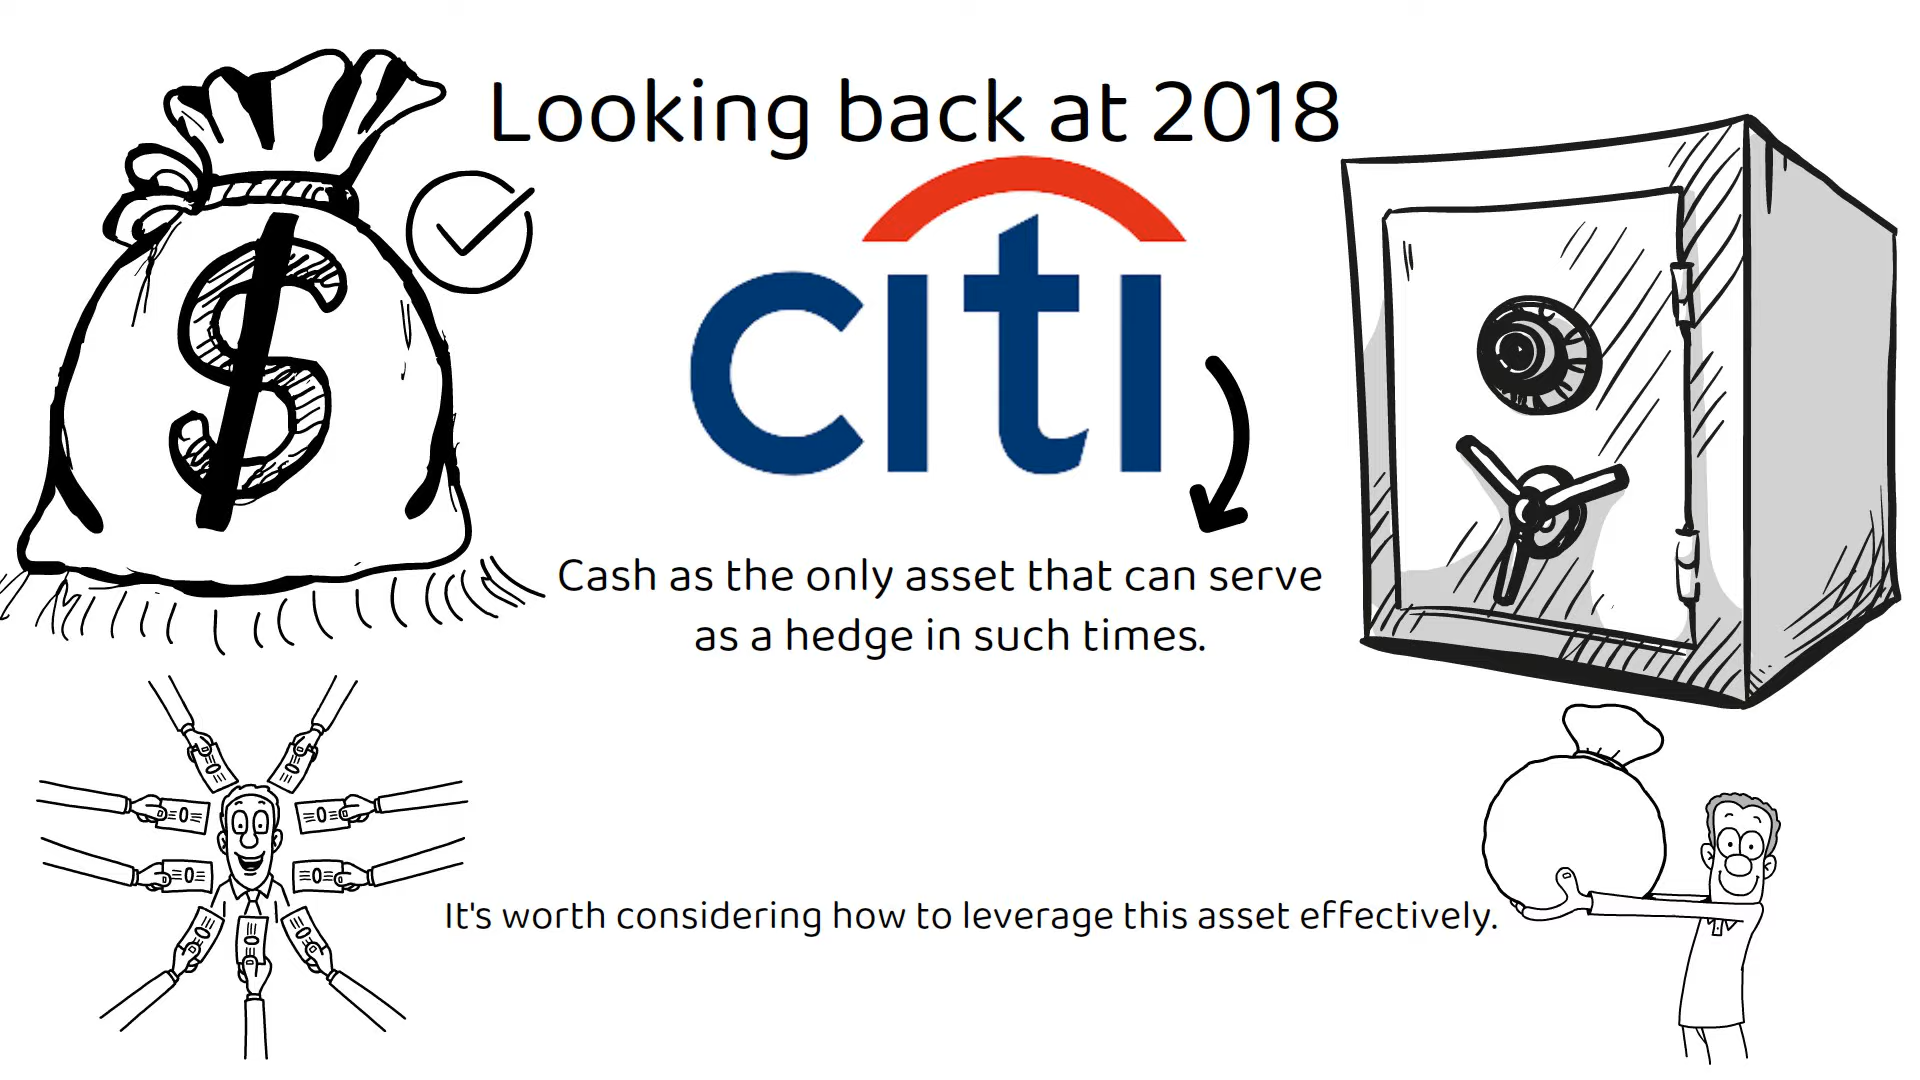 Looking back at 2018
citi
Cash as the only asset that can serve
as a hedge in such times.
It's worth considering how to leverage this asset effectively.